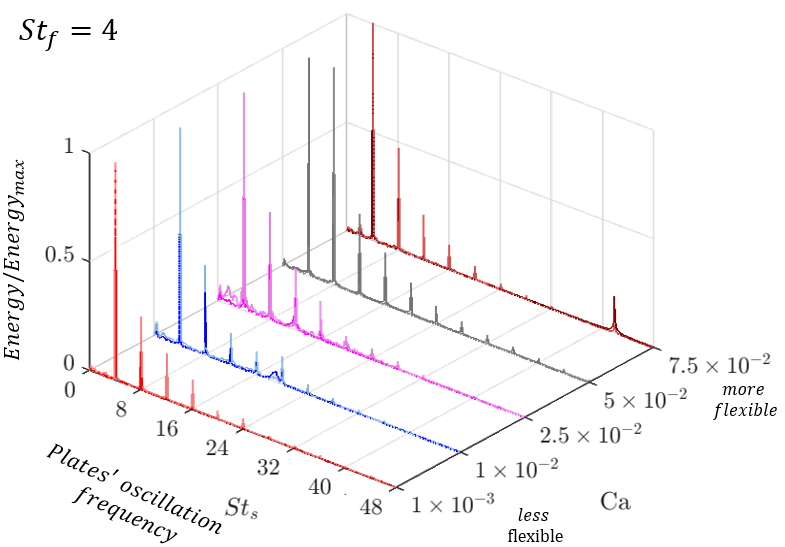 St_f = 4
Energy/Energy_max
1
0.5
0
0
8
16
24
32
40
48
Plates' oscillation
frequency
St_s
1 × 10⁻³
1 × 10⁻²
2.5 × 10⁻²
5 × 10⁻²
7.5 × 10⁻²
more
flexible
Ca
less
flexible